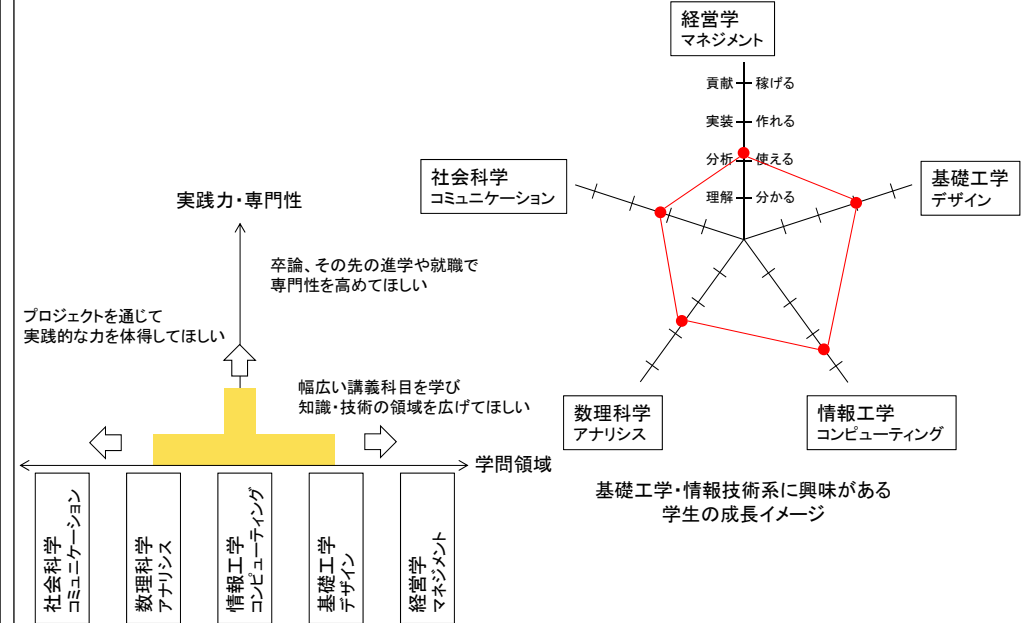 実践力・専門性
卒論、その先の進学や就職で
専門性を高めてほしい
プロジェクトを通じて
実践的な力を体得してほしい
幅広い講義科目を学び
知識・技術の領域を広げてほしい
学問領域
社会科学
コミュニケーション
数理科学
アナリシス
情報工学
コンピューティング
基礎工学
デザイン
経営学
マネジメント
経営学
マネジメント
貢献 稼げる
実装 作れる
分析 使える
理解 分かる
社会科学
コミュニケーション
基礎工学
デザイン
数理科学
アナリシス
情報工学
コンピューティング
基礎工学・情報技術系に興味がある
学生の成長イメージ